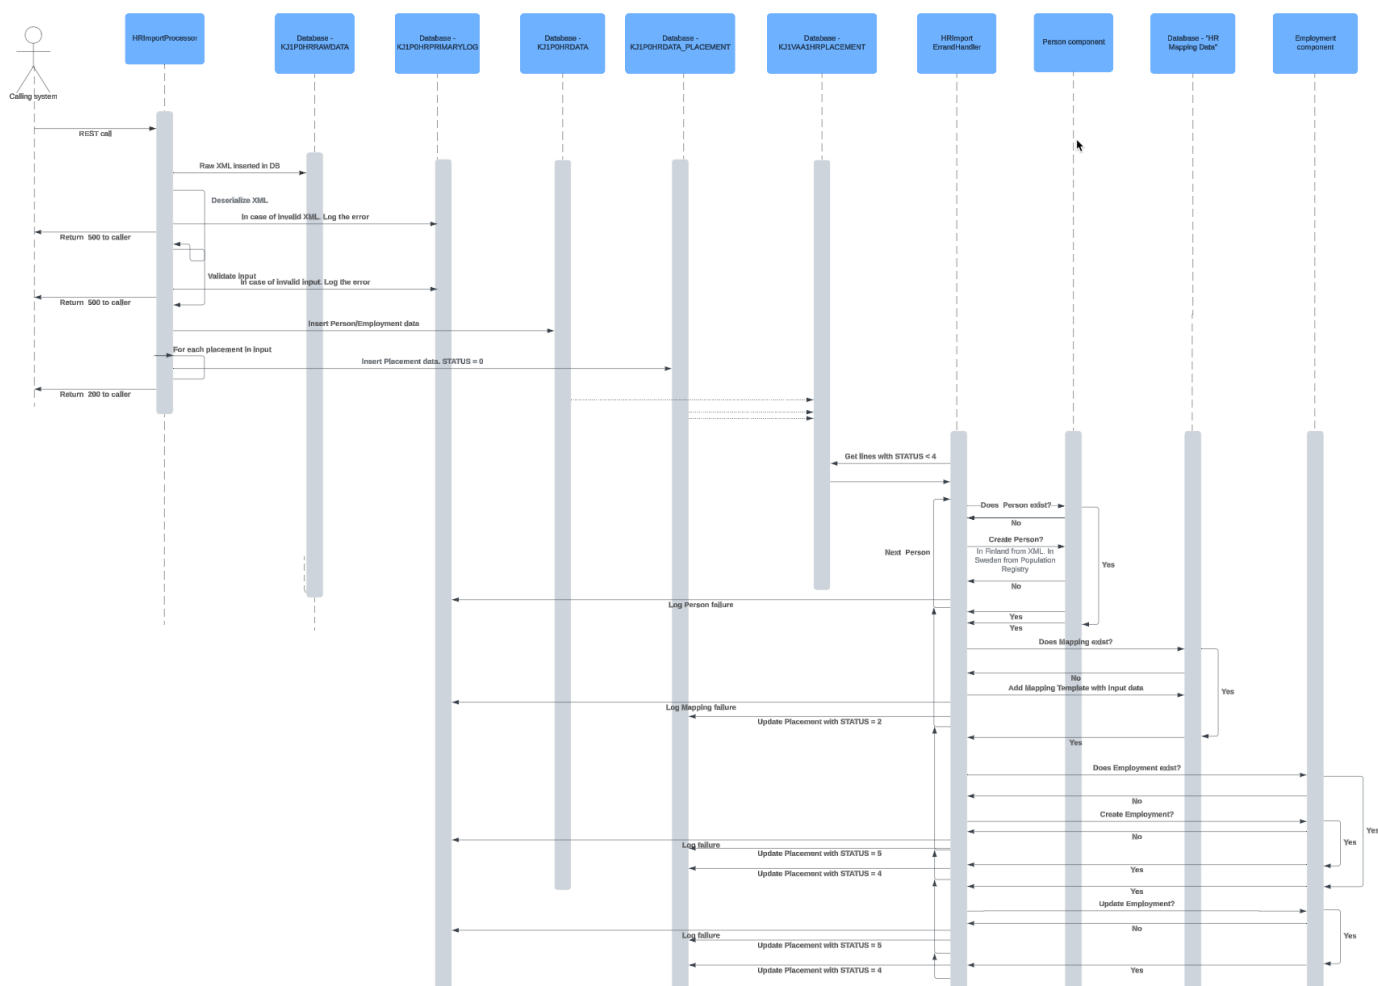 HRImportProcessor
Database -
KJ1P0HRRAWDATA
Database -
KJ1P0HRPRIMARYLOG
Database -
KJ1P0HRDATA
Database -
KJ1P0HRDATA_PLACEMENT
Database -
KJ1VAA1HRPLACEMENT
HRImport
ErrandHandler
Person component
Database - "HR
Mapping Data"
Employment
component
Calling system
REST call
Raw XML inserted in DB
Deserialize XML
In case of invalid XML. Log the error
Return 500 to caller
Validate input
In case of invalid input. Log the error
Return 500 to caller
Insert Person/Employment data
For each placement in input
Insert Placement data. STATUS = 0
Return 200 to caller
Get lines with STATUS < 4
Does Person exist?
No
Create Person?
In Finland from XML. In
Sweden from Population
Registry
Next Person
Yes
No
Log Person failure
Yes
Yes
Does Mapping exist?
No
Add Mapping Template with input data
Yes
Log Mapping failure
Update Placement with STATUS = 2
Yes
Does Employment exist?
No
Create Employment?
No
Yes
Yes
Log failure
Update Placement with STATUS = 5
Yes
Update Placement with STATUS = 4
Yes
Update Employment?
No
Log failure
Yes
Update Placement with STATUS = 5
Update Placement with STATUS = 4
Yes